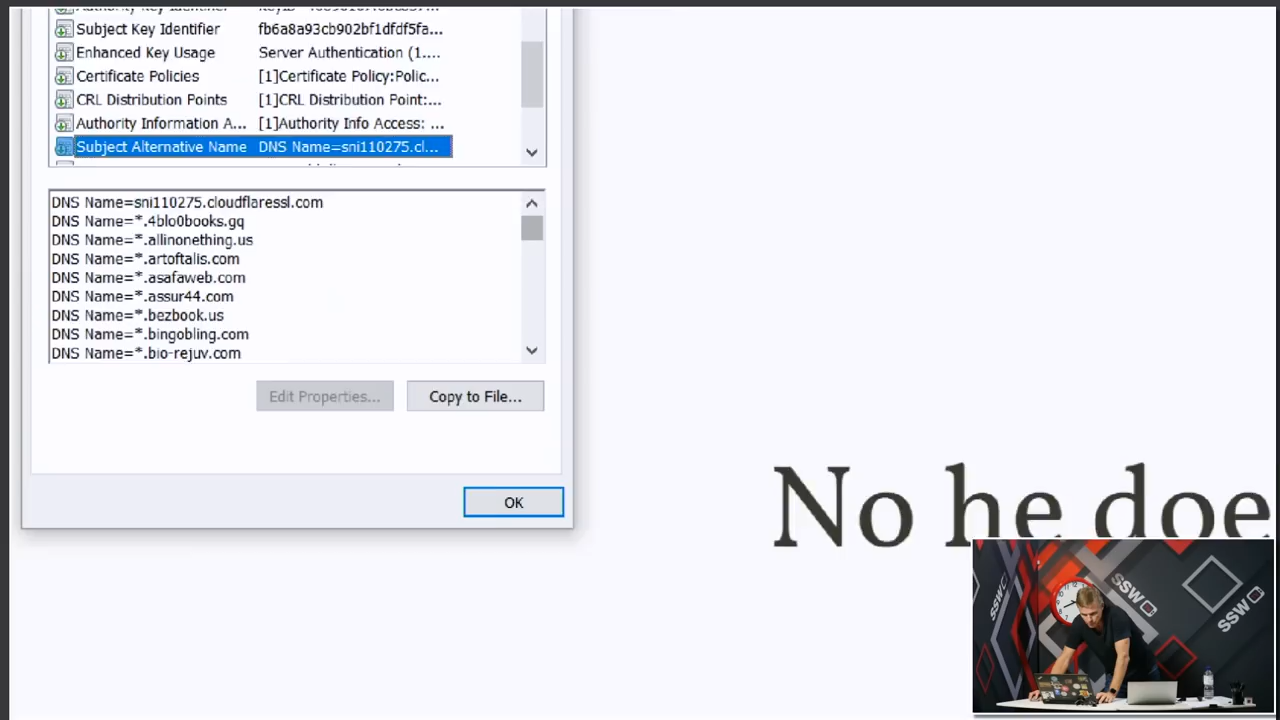 Subject Key Identifier fb6a8a93cb902bf1dfdf5fa...
Enhanced Key Usage Server Authentication (1....
Certificate Policies [1]Certificate Policy:Polic...
CRL Distribution Points [1]CRL Distribution Point:...
Authority Information A... [1]Authority Info Access: ...
Subject Alternative Name DNS Name=sni110275.cl...
DNS Name=sni110275.cloudflaressl.com
DNS Name=*.4blo0books.gq
DNS Name=*.allinonething.us
DNS Name=*.artoftalis.com
DNS Name=*.asafaweb.com
DNS Name=*.assur44.com
DNS Name=*.bezbook.us
DNS Name=*.bingobling.com
DNS Name=*.bio-rejuv.com
Edit Properties...
Copy to File...
OK
No he doe
SSW
SSW
SSW